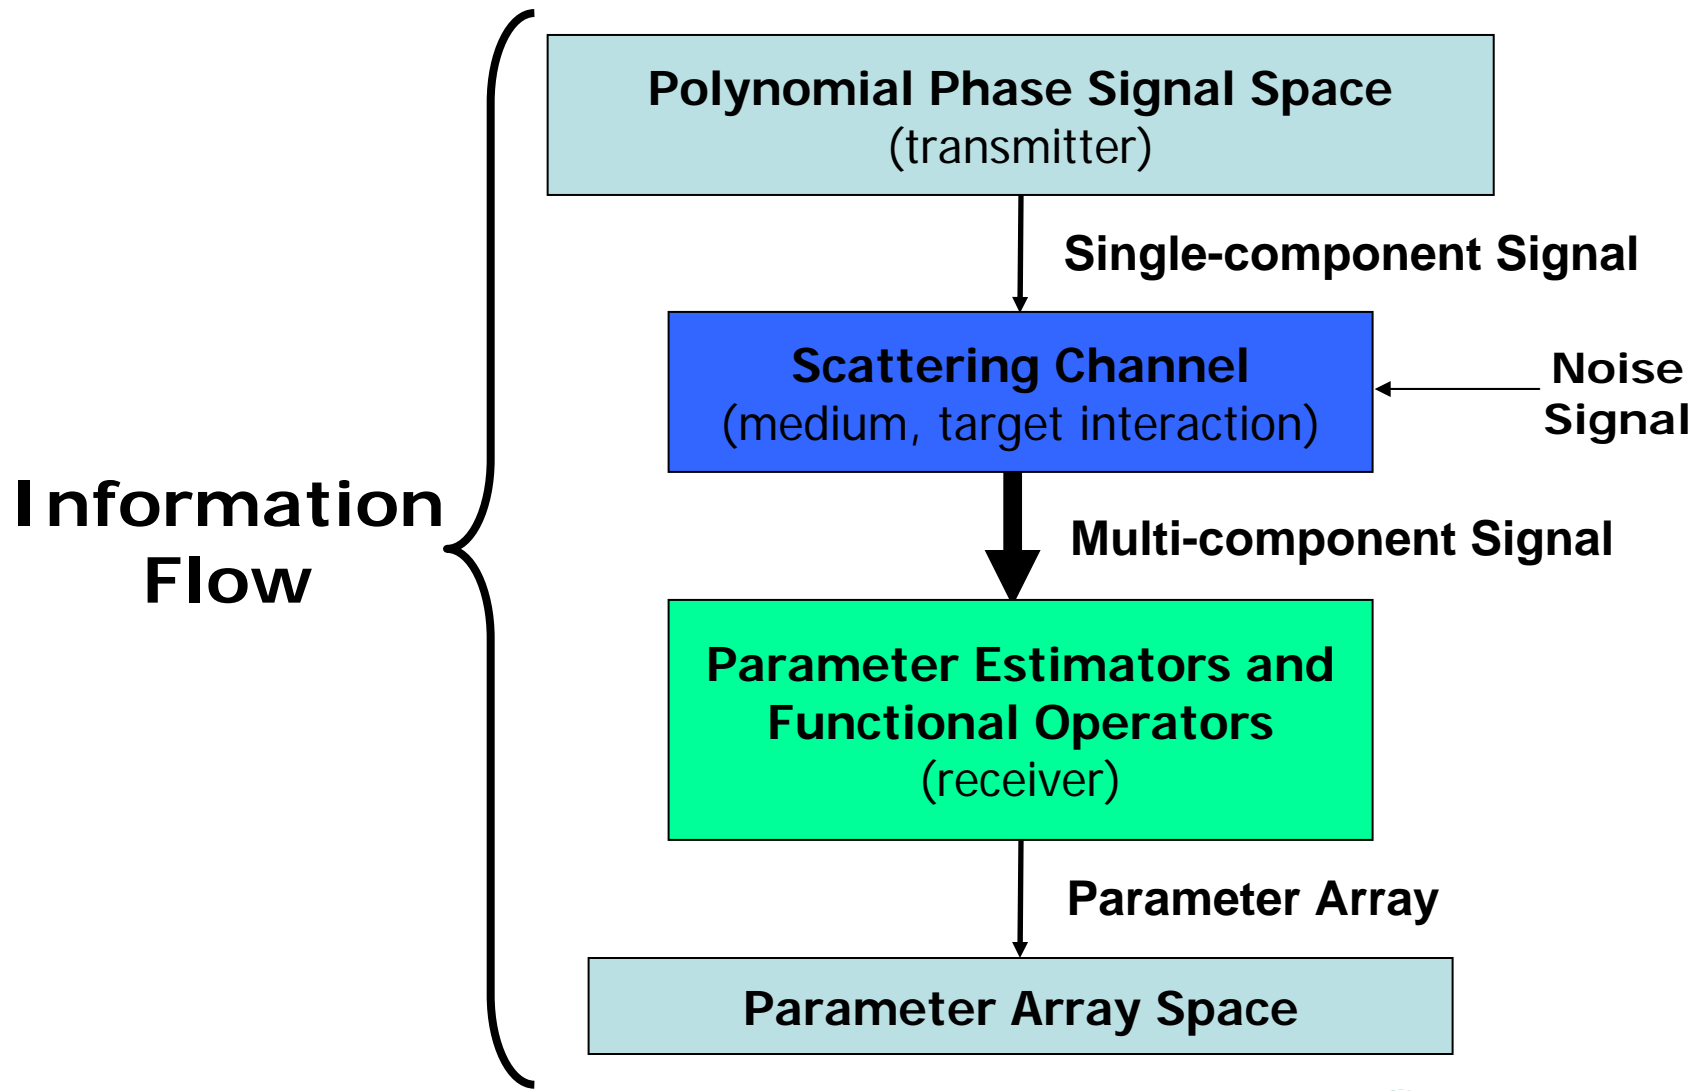 Polynomial Phase Signal Space
(transmitter)
Single-component Signal
Scattering Channel
(medium, target interaction)
Noise
Signal
Information
Flow
Multi-component Signal
Parameter Estimators and
Functional Operators
(receiver)
Parameter Array
Parameter Array Space